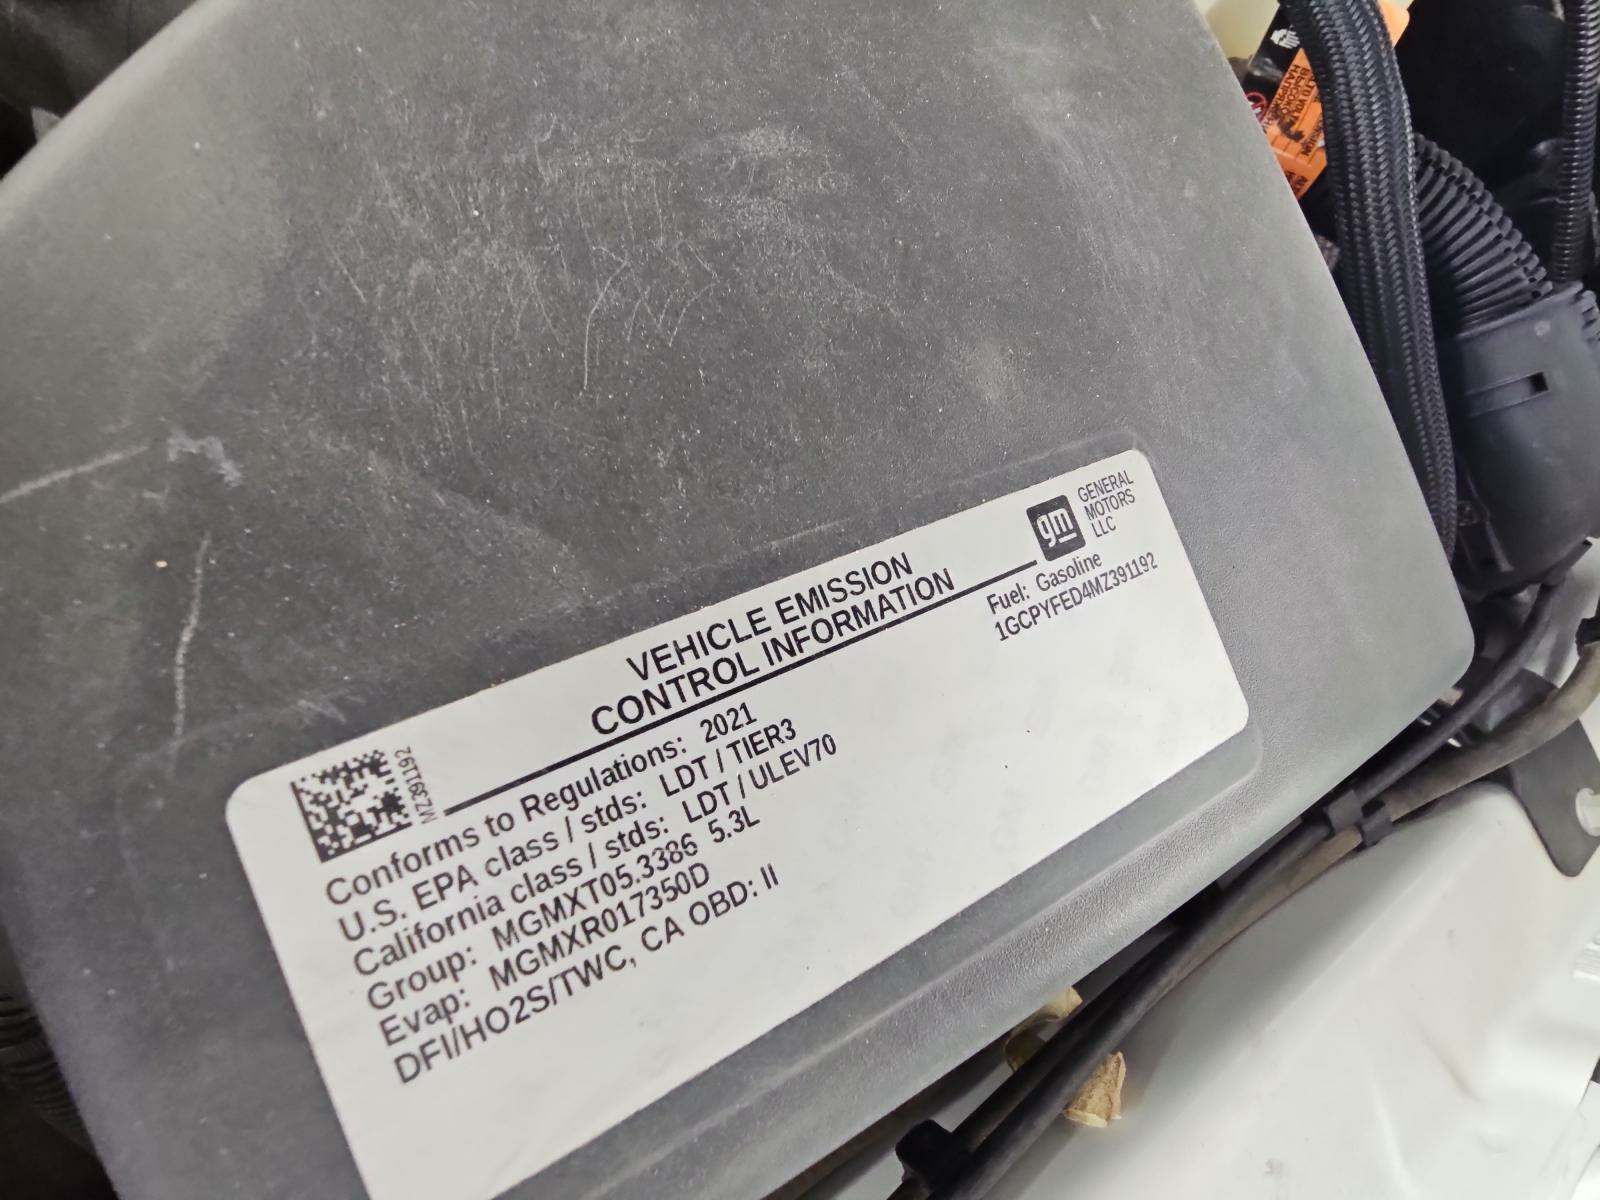 gm
GENERAL
MOTORS
LLC
VEHICLE EMISSION
CONTROL INFORMATION
Fuel: Gasoline
1GCPYFED4MZ391192
MZ391192
Conforms to Regulations: 2021
U.S. EPA class / stds: LDT / TIER3
California class / stds: LDT / ULEV70
Group: MGMXT05.3386 5.3L
Evap: MGMXR017350D
DFI/HO2S/TWC, CA OBD: II